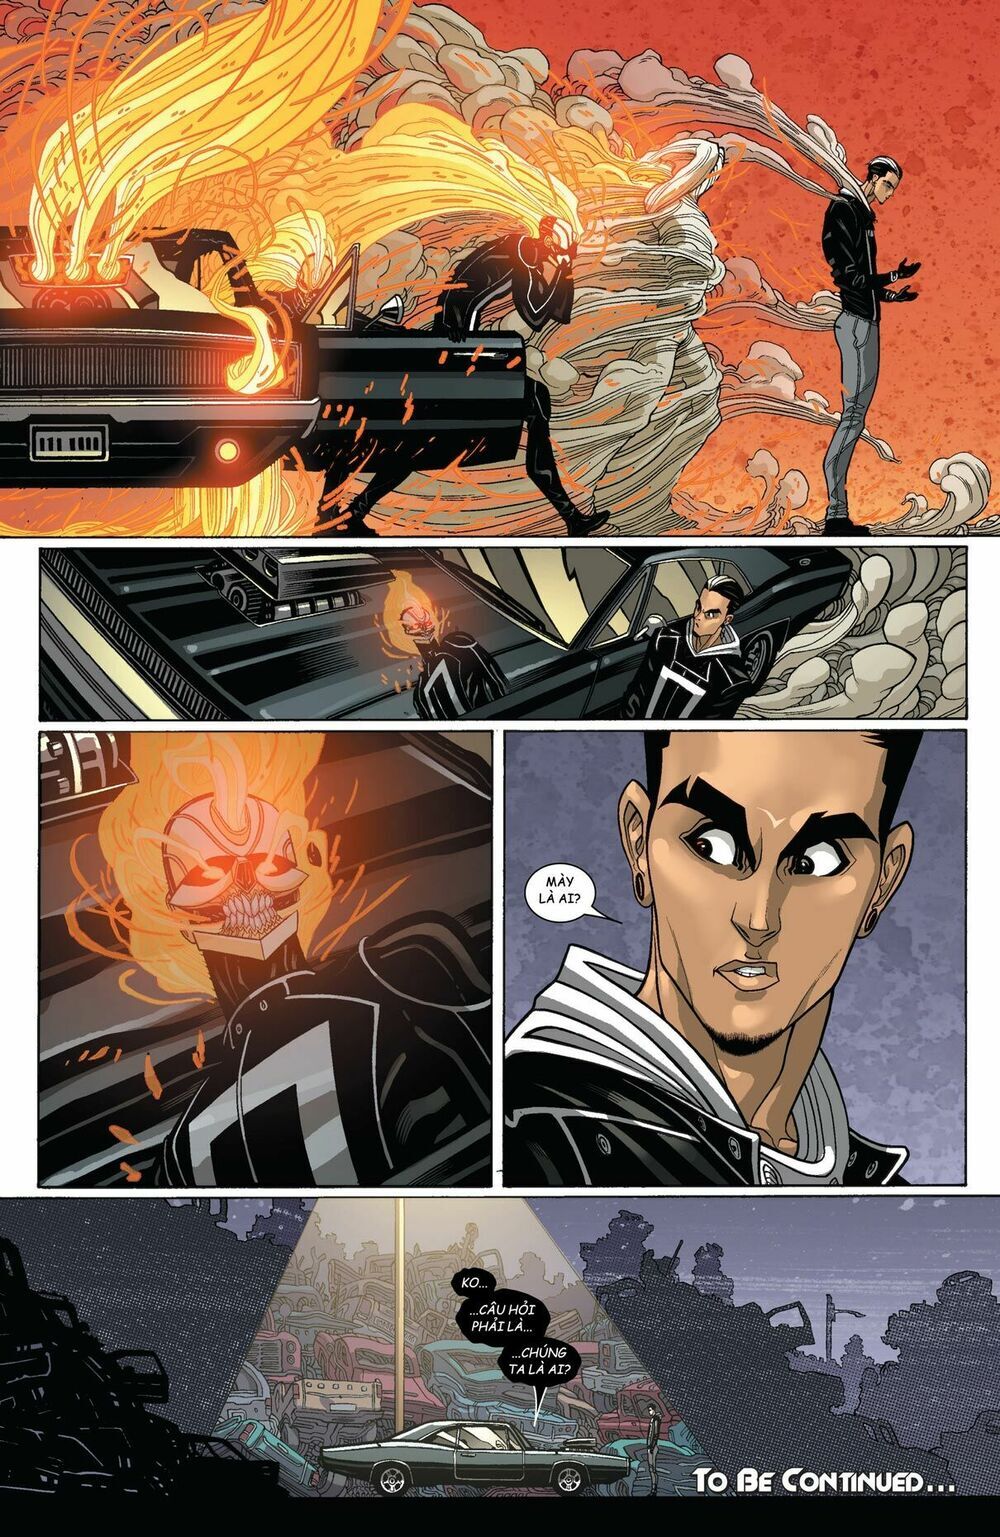 MÀY
LÀ AI?
KO...
...CÂU HỎI
PHẢI LÀ...
...CHÚNG
TA LÀ AI?
TO BE CONTINUED...